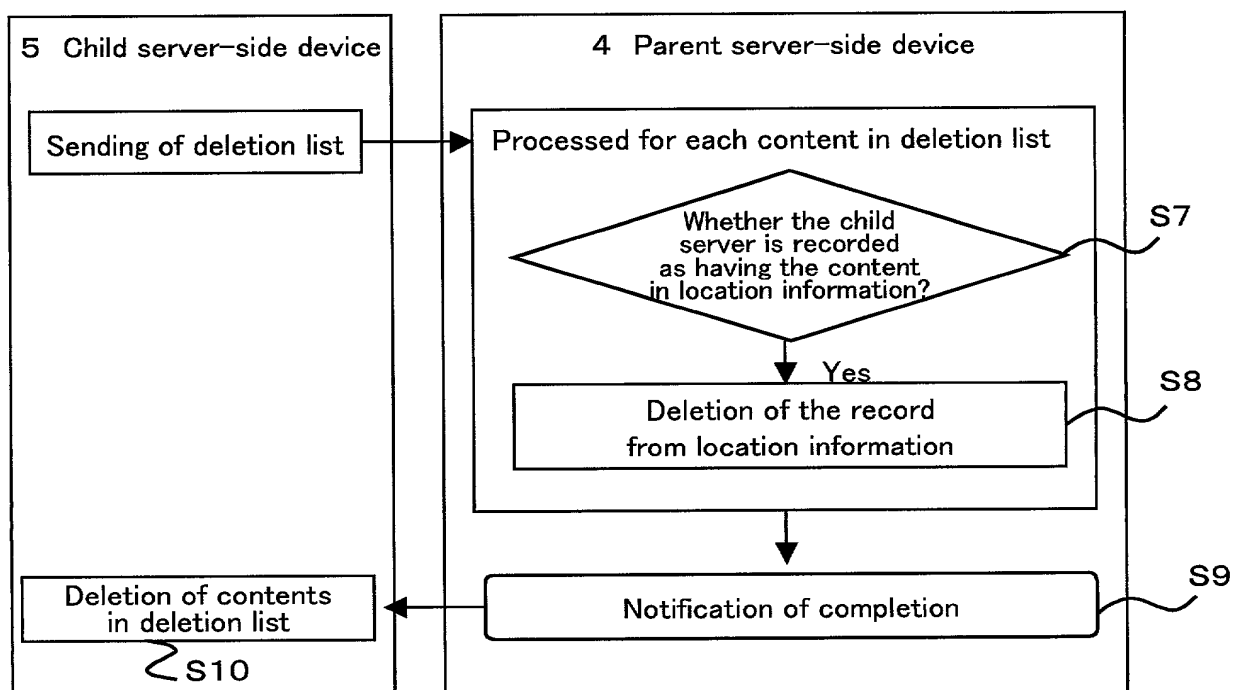 5 Child server-side device
4 Parent server-side device
Sending of deletion list
Processed for each content in deletion list
Whether the child
server is recorded
as having the content
in location information?
S7
Yes
Deletion of the record
from location information
S8
Notification of completion
S9
Deletion of contents
in deletion list
S10